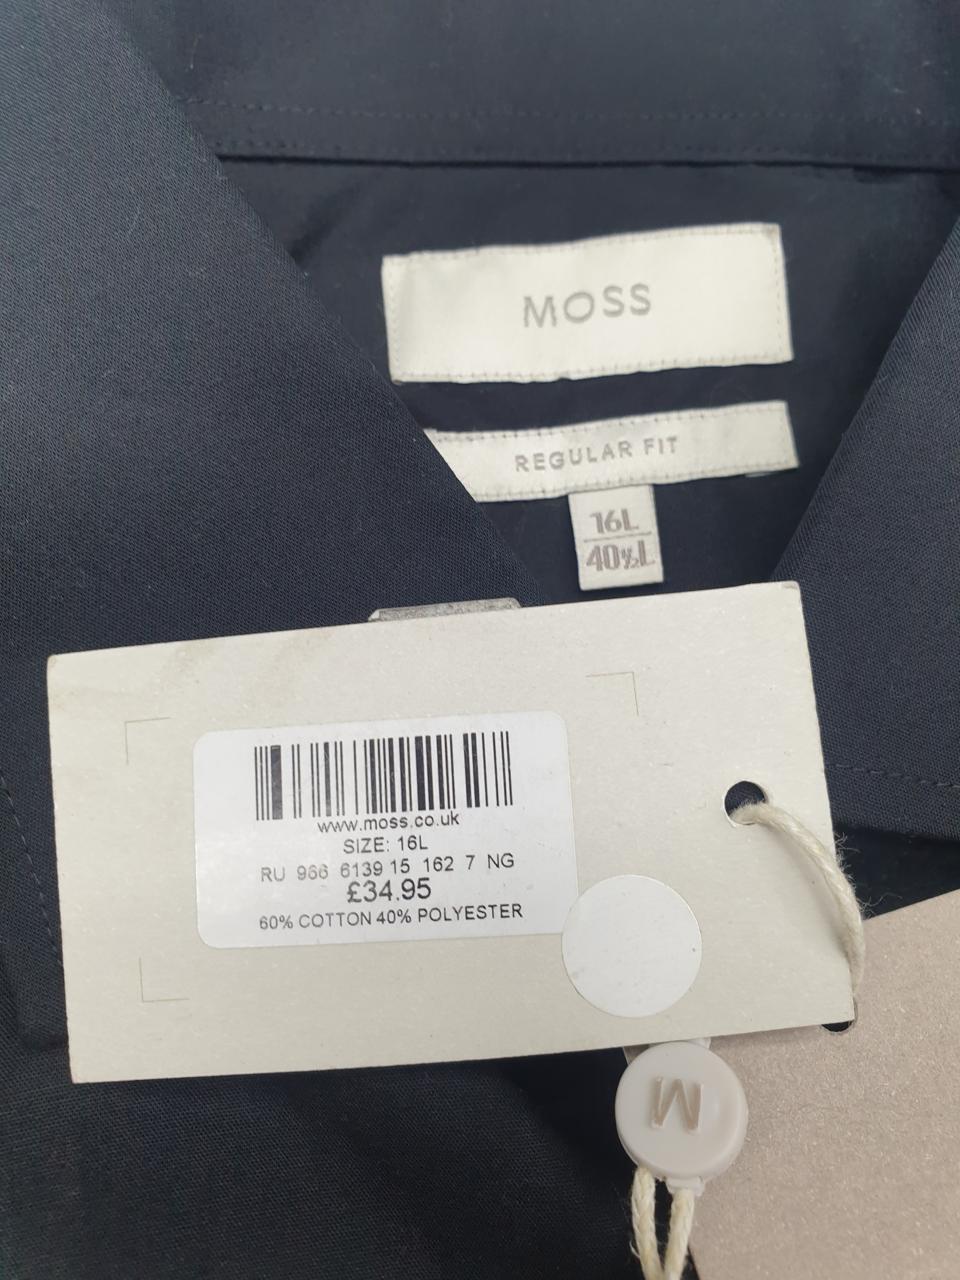 MOSS
REGULAR FIT
16L
40½L
www.moss.co.uk
SIZE: 16L
RU 966 6139 15 162 7 NG
£34.95
60% COTTON 40% POLYESTER
M